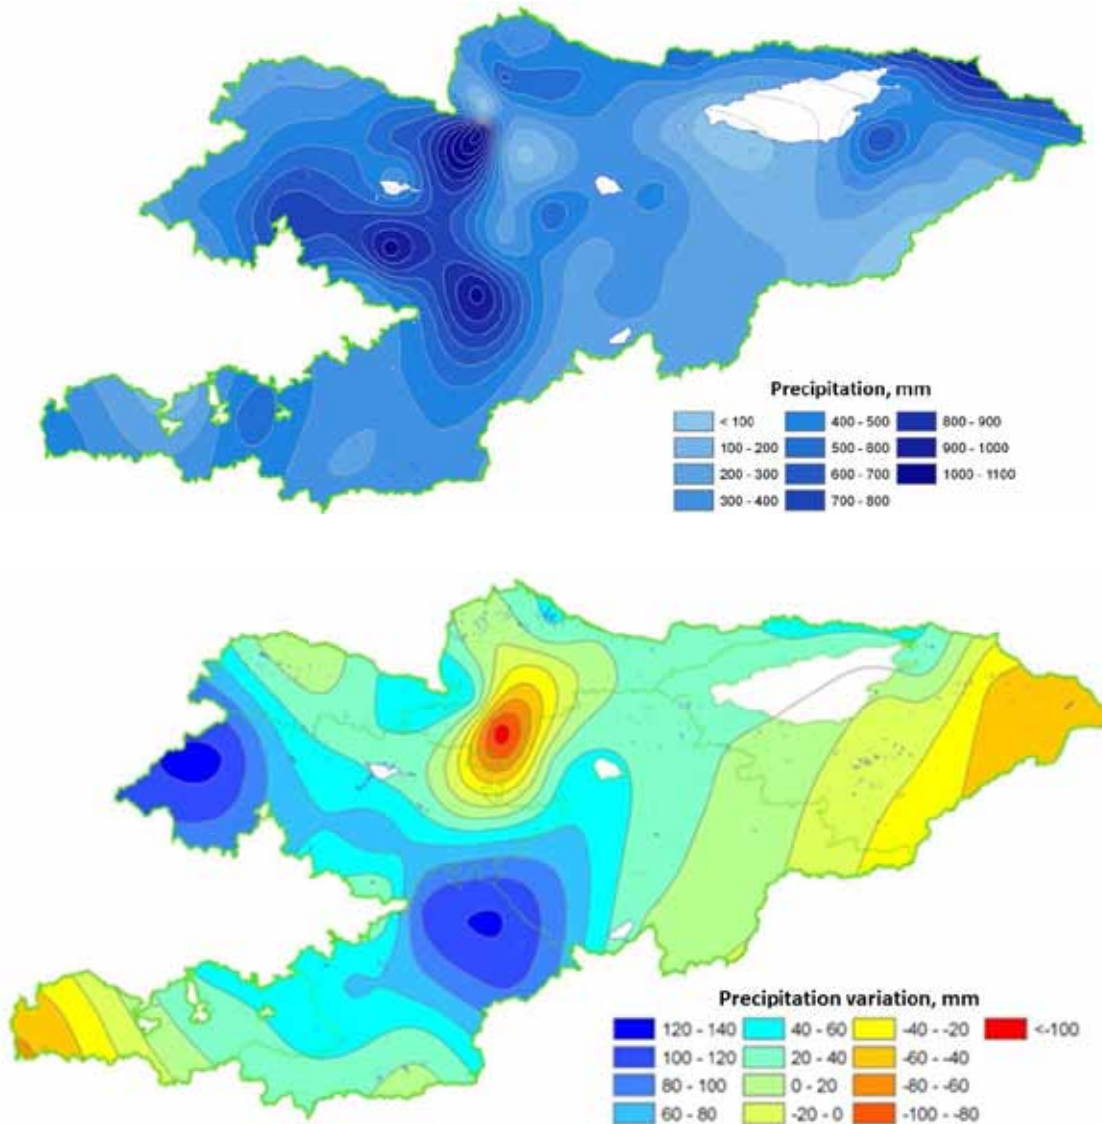 Precipitation, mm
< 100 400 - 500 800 - 900
100 - 200 500 - 600 900 - 1000
200 - 300 600 - 700 1000 - 1100
300 - 400 700 - 800
Precipitation variation, mm
120 - 140 40 - 60 -40 - -20 <-100
100 - 120 20 - 40 -60 - -40
80 - 100 0 - 20 -80 - -60
60 - 80 -20 - 0 -100 - -80